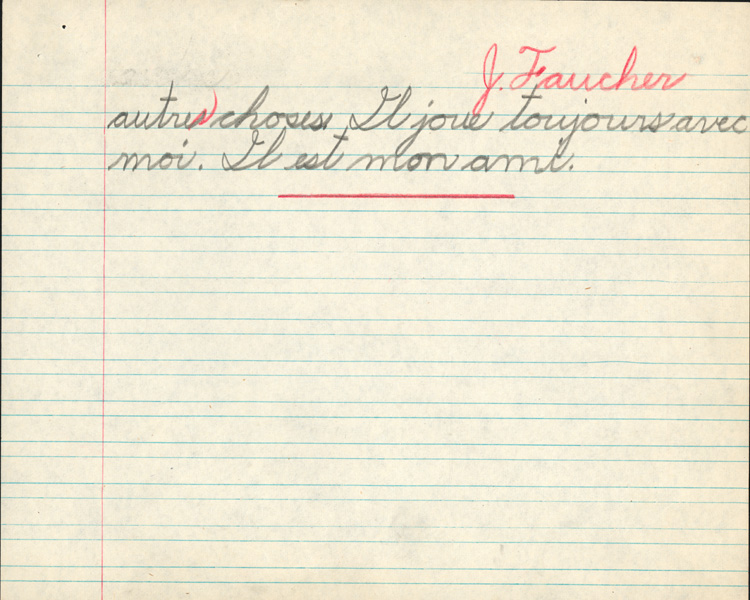 J. Faucher
autres choses. Il joue toujours avec
moi. Il est mon ami.